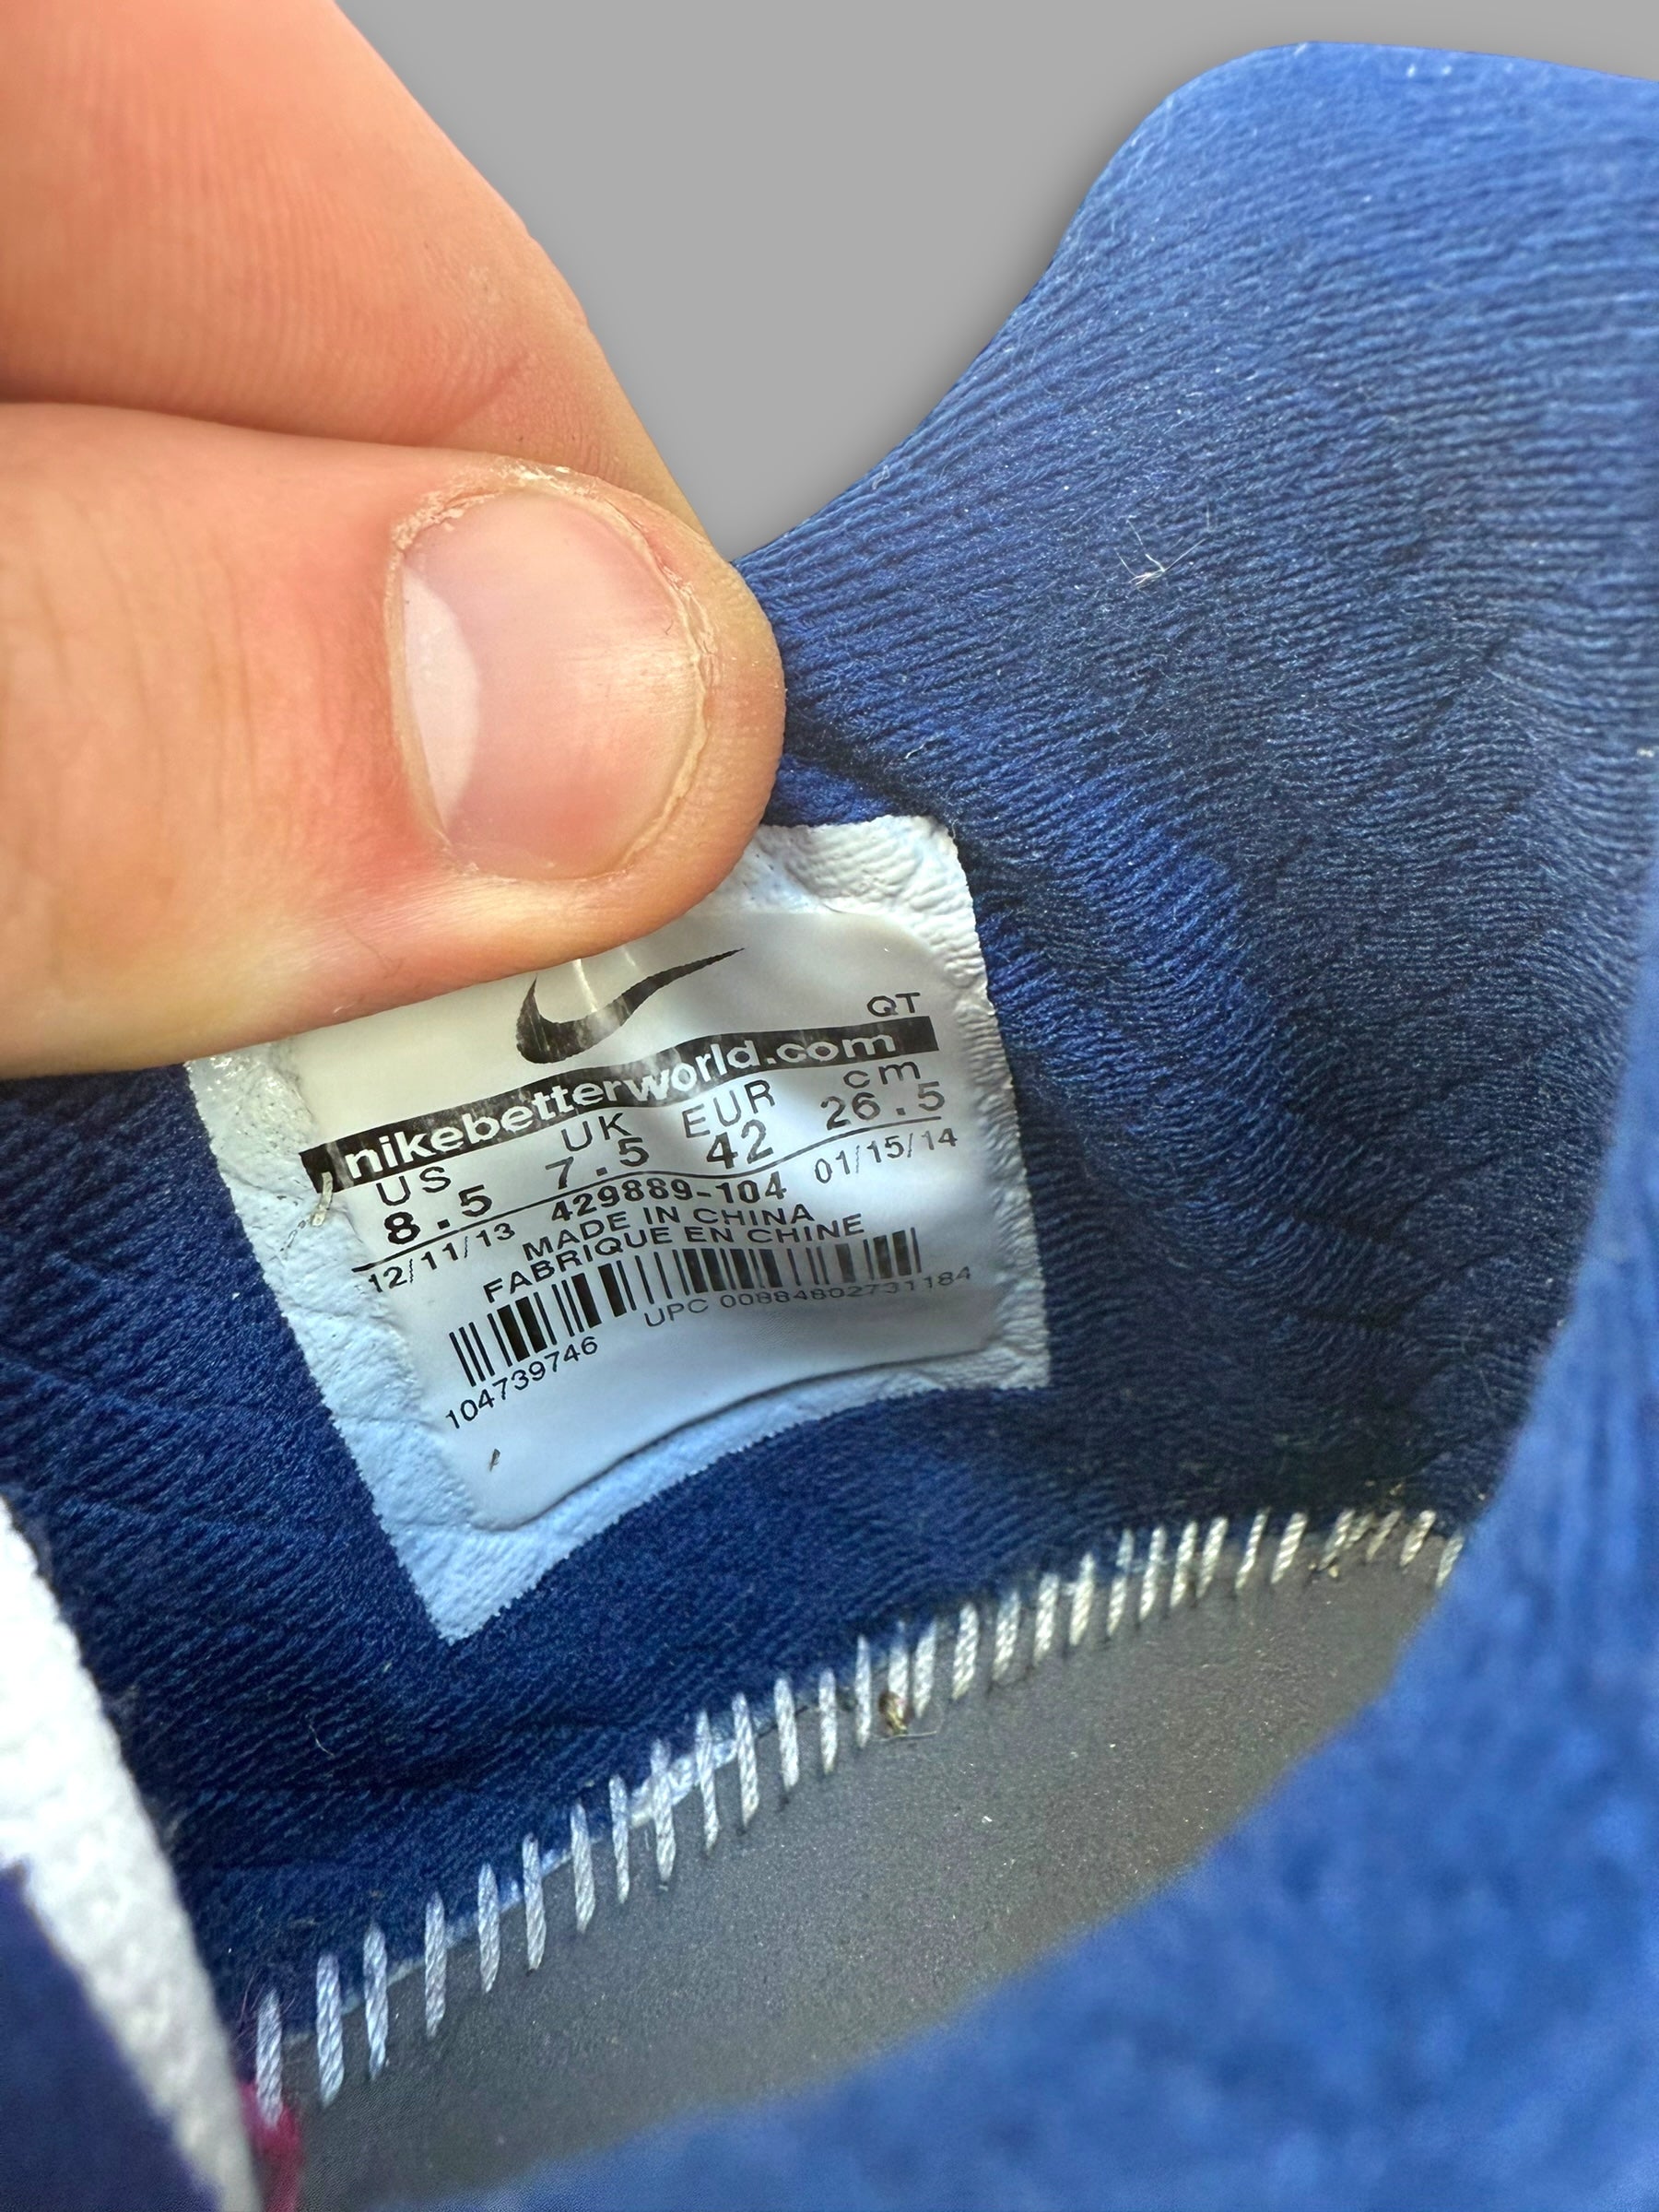 QT
nikebetterworld.com
US UK EUR cm
8.5 7.5 42 26.5
12/11/13 429889-104 01/15/14
MADE IN CHINA
FABRIQUE EN CHINE
UPC 00884802731184
104739746